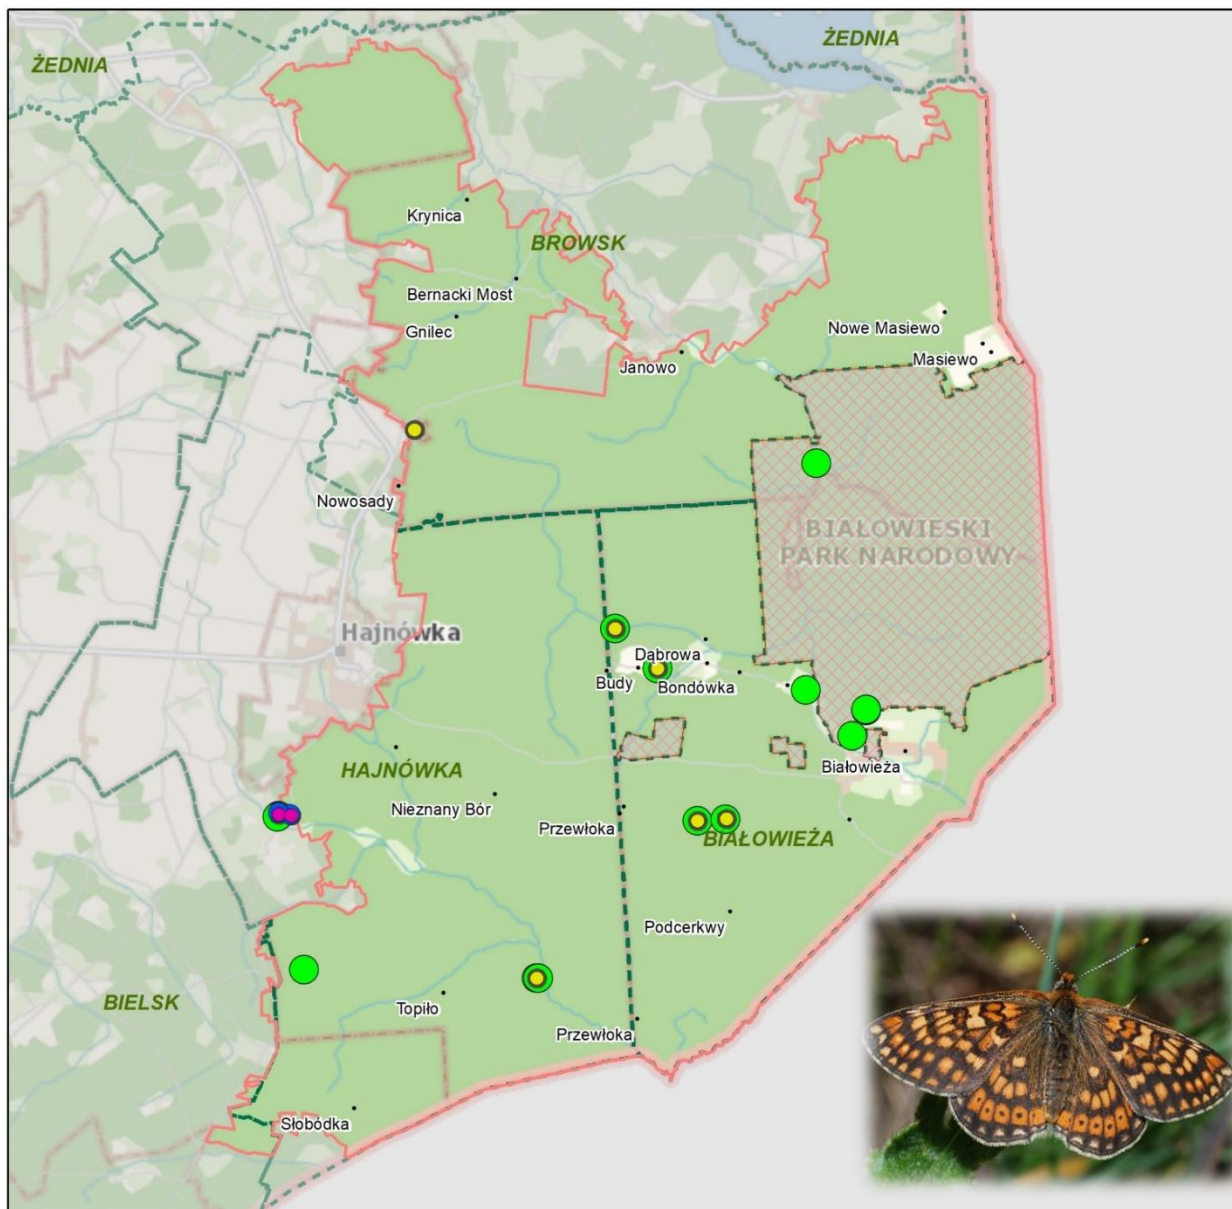 ŻEDNIA
ŻEDNIA
Krynica
BROWSK
Bernacki Most
Gnilec
Nowe Masiewo
Masiewo
Janowo
Nowosady
BIAŁOWIESKI
PARK NARODOWY
Hajnówka
Dąbrowa
Budy
Bondówka
Białowieża
HAJNÓWKA
Nieznany Bór
Przewłoka
BIAŁOWIEŻA
Podcerkwy
BIELSK
Topiło
Przewłoka
Słobódka